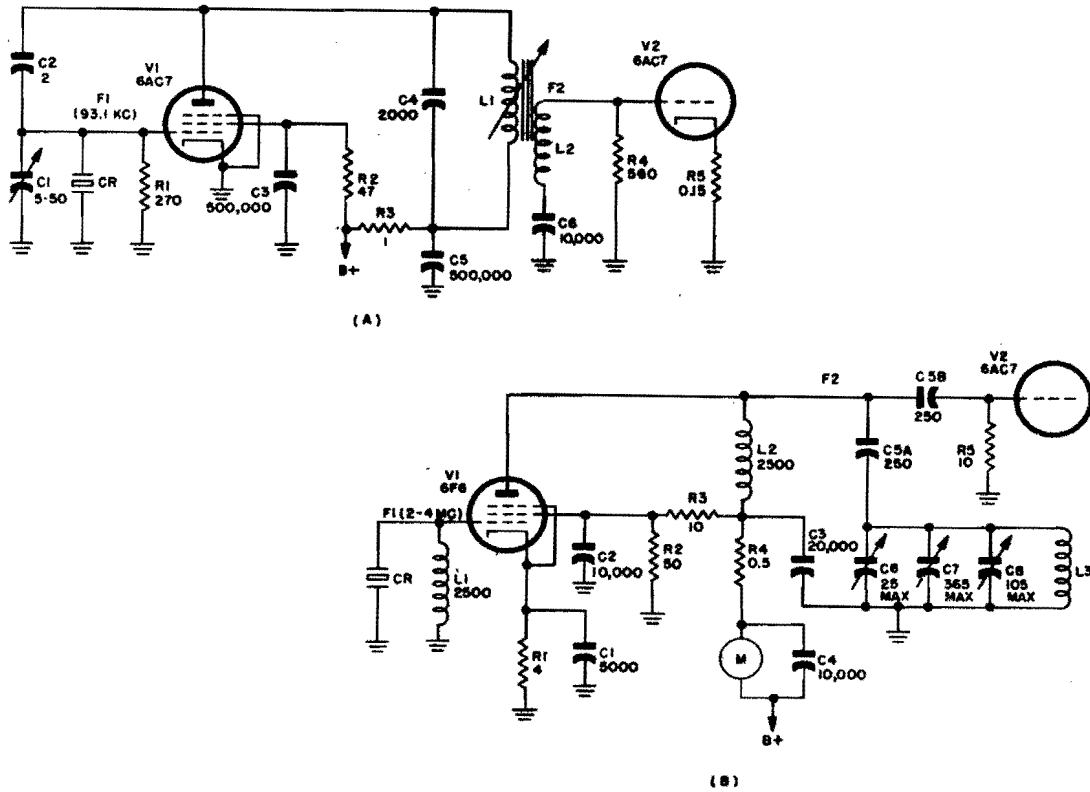 C2
2
V1
6AC7
F1
(93.1 KC)
C1
5-50
CR
R1
270
C3
500,000
R2
47
R3
1
B+
C4
2000
C5
500,000
L1
F2
L2
C6
10,000
R4
560
V2
6AC7
R5
0.15
(A)
V1
6F6
F1 (2-4 MC)
CR
L1
2500
R1
4
C1
5000
C2
10,000
R2
50
R3
10
L2
2500
R4
0.5
C3
20,000
M
C4
10,000
B+
F2
C5A
250
C5B
250
V2
6AC7
R5
10
C6
25
MAX
C7
365
MAX
C8
105
MAX
L3
(B)